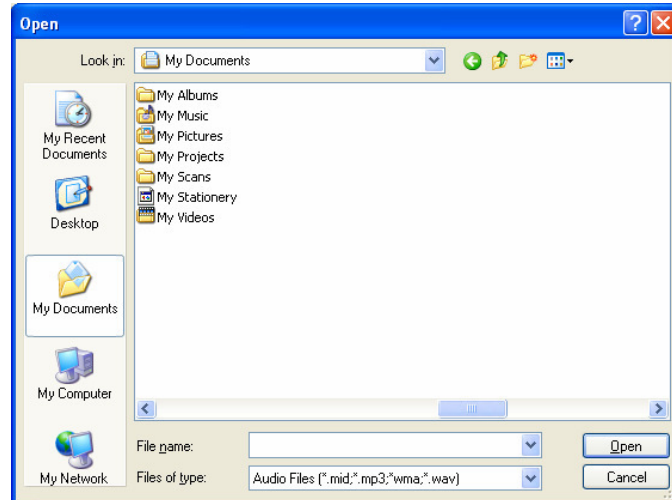 Open
Look in: My Documents
My Albums
My Music
My Pictures
My Projects
My Scans
My Stationery
My Videos
My Recent
Documents
Desktop
My Documents
My Computer
My Network
File name:
Open
Files of type: Audio Files (*.mid;*.mp3;*wma;*.wav)
Cancel